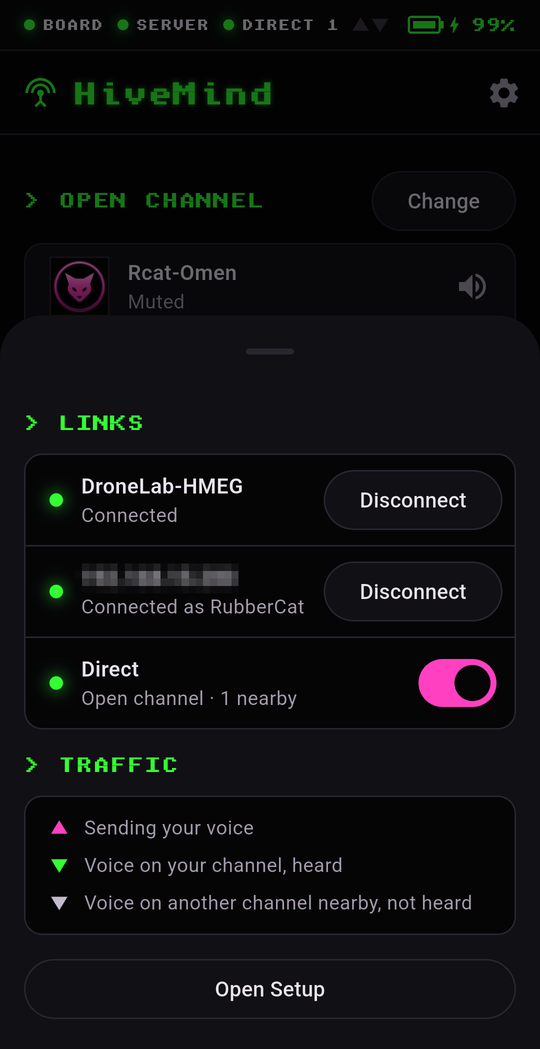 BOARD SERVER DIRECT 1 99%
HiveMind
> OPEN CHANNEL
Change
Rcat-Omen
Muted
> LINKS
DroneLab-HMEG
Connected
Disconnect
Connected as RubberCat
Disconnect
Direct
Open channel · 1 nearby
> TRAFFIC
Sending your voice
Voice on your channel, heard
Voice on another channel nearby, not heard
Open Setup